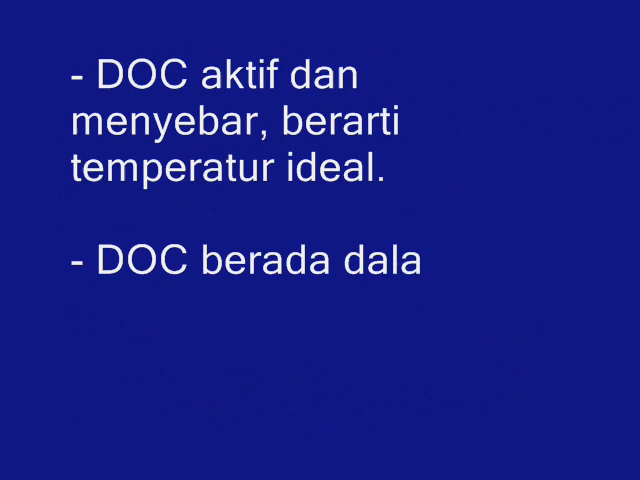 - DOC aktif dan
menyebar, berarti
temperatur ideal.
- DOC berada dala